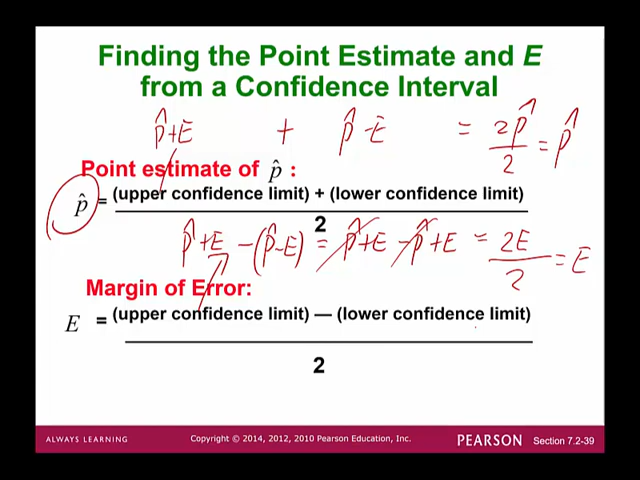 Finding the Point Estimate and E
from a Confidence Interval
p̂+E + p̂-E = 2p̂/2 = p̂
Point estimate of p̂ :
p̂ = (upper confidence limit) + (lower confidence limit)
2
p̂+E -(p̂-E) = p̂+E -p̂+E = 2E/2 = E
Margin of Error:
E = (upper confidence limit) — (lower confidence limit)
2
ALWAYS LEARNING Copyright © 2014, 2012, 2010 Pearson Education, Inc. PEARSON Section 7.2-39